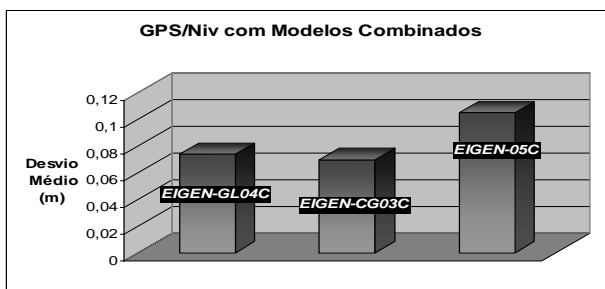 GPS/Niv com Modelos Combinados
0,12
0,1
0,08
0,06
0,04
0,02
0
Desvio
Médio
(m)
EIGEN-GL04C
EIGEN-CG03C
EIGEN-05C